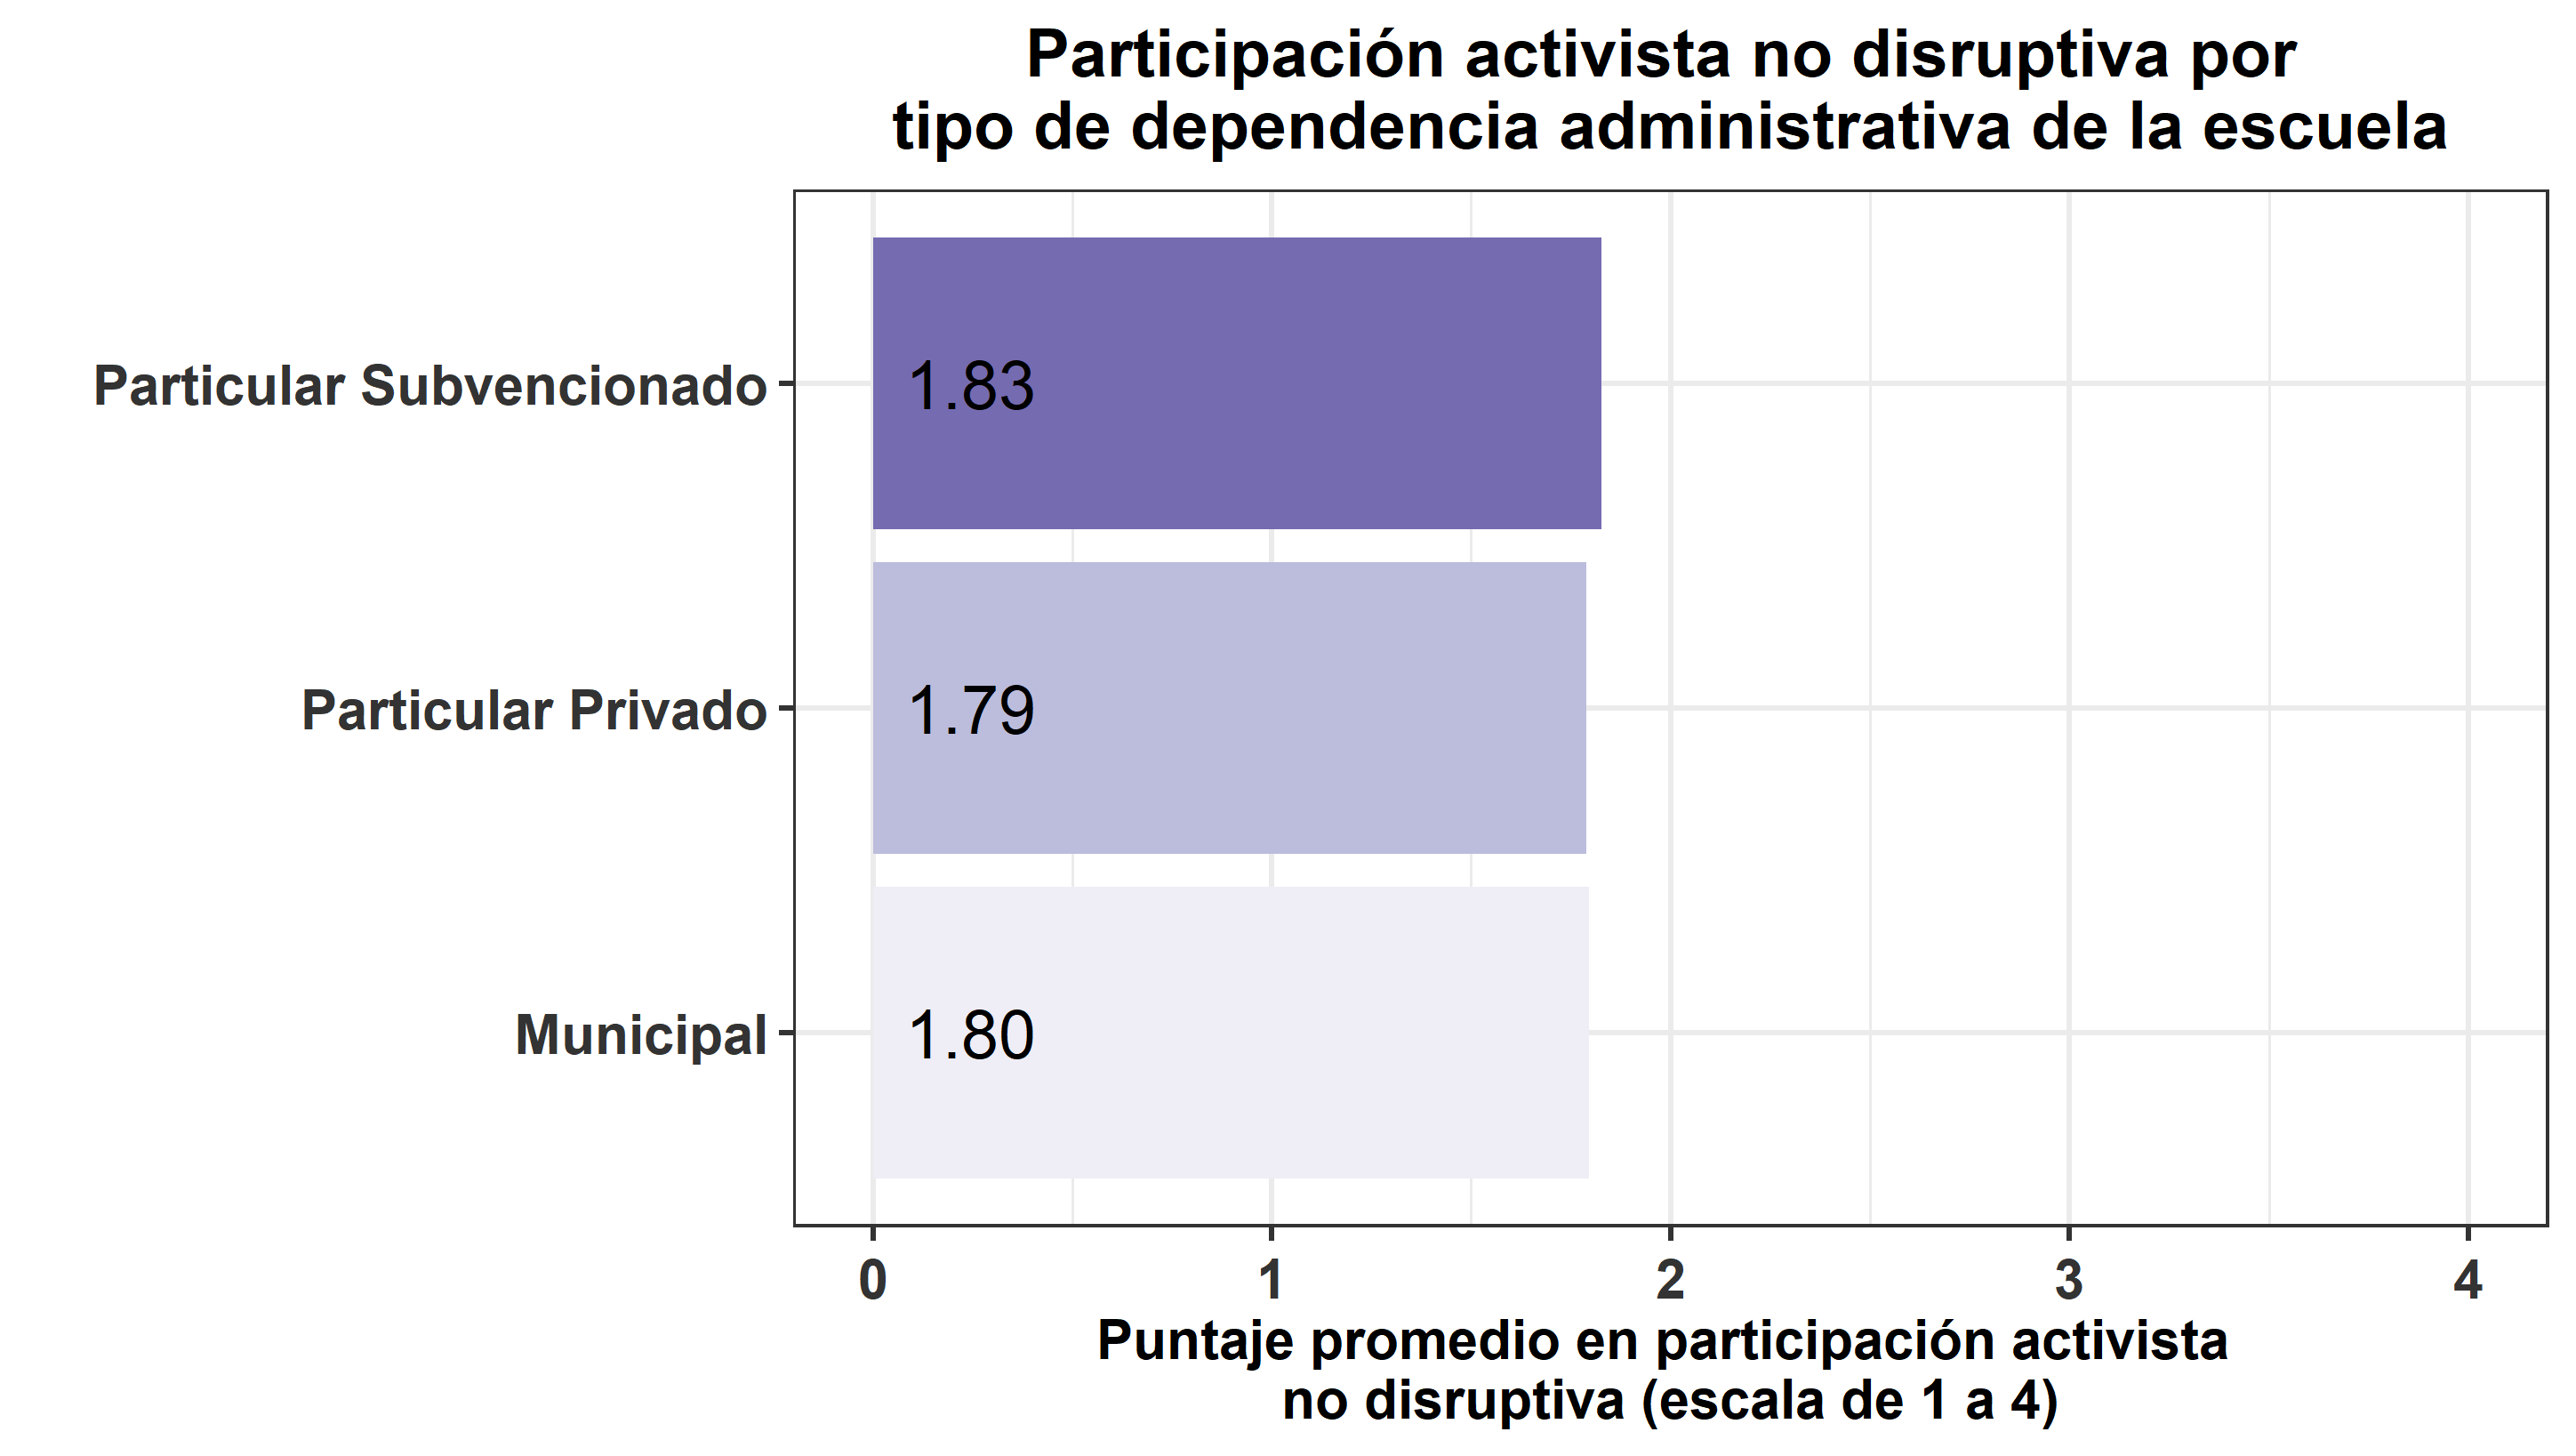 Participación activista no disruptiva por
tipo de dependencia administrativa de la escuela
Particular Subvencionado
1.83
Particular Privado
1.79
Municipal
1.80
0 1 2 3 4
Puntaje promedio en participación activista
no disruptiva (escala de 1 a 4)